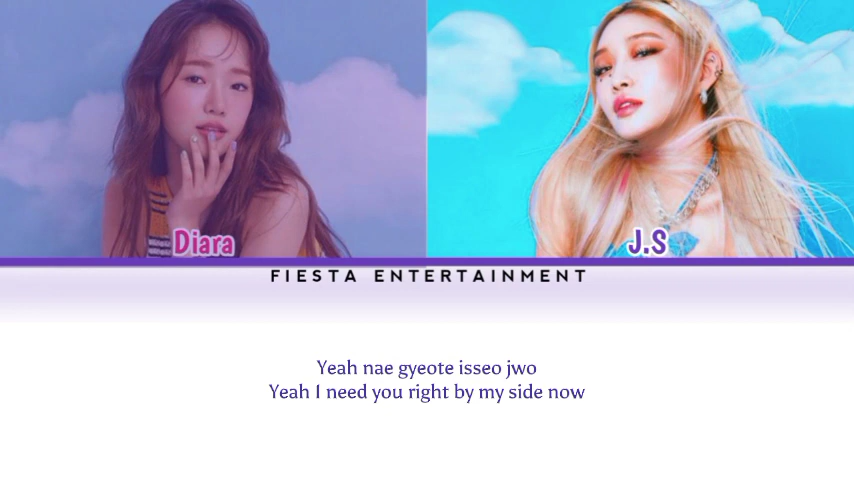 Diara
J.S
FIESTA ENTERTAINMENT
Yeah nae gyeote isseo jwo
Yeah I need you right by my side now